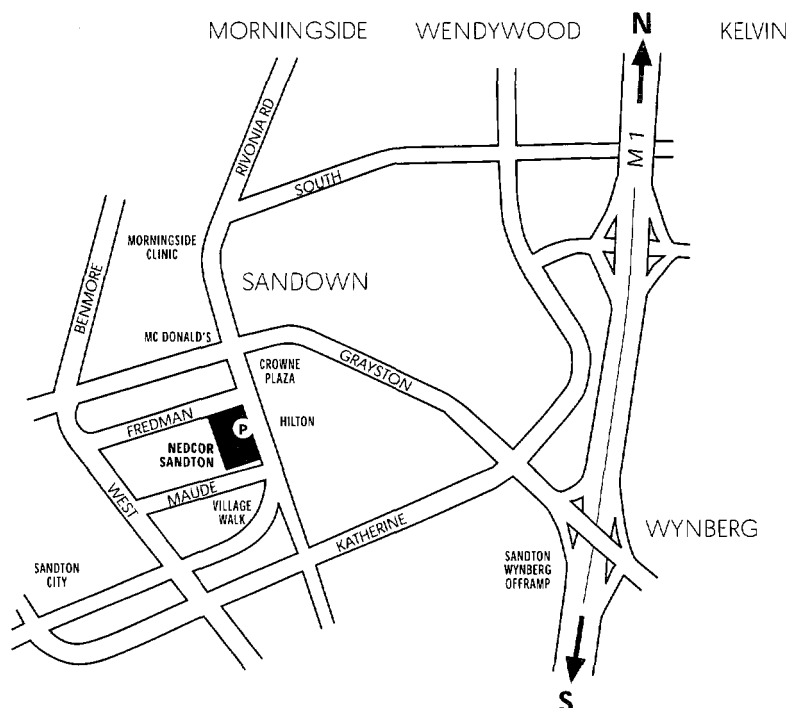 MORNINGSIDE
WENDYWOOD
N
KELVIN
RIVONIA RD
M 1
SOUTH
MORNINGSIDE
CLINIC
BENMORE
SANDOWN
MC DONALD'S
GRAYSTON
CROWNE
PLAZA
FREDMAN
P
HILTON
NEDCOR
SANDTON
WEST
MAUDE
VILLAGE
WALK
KATHERINE
WYNBERG
SANDTON
CITY
SANDTON
WYNBERG
OFFRAMP
S